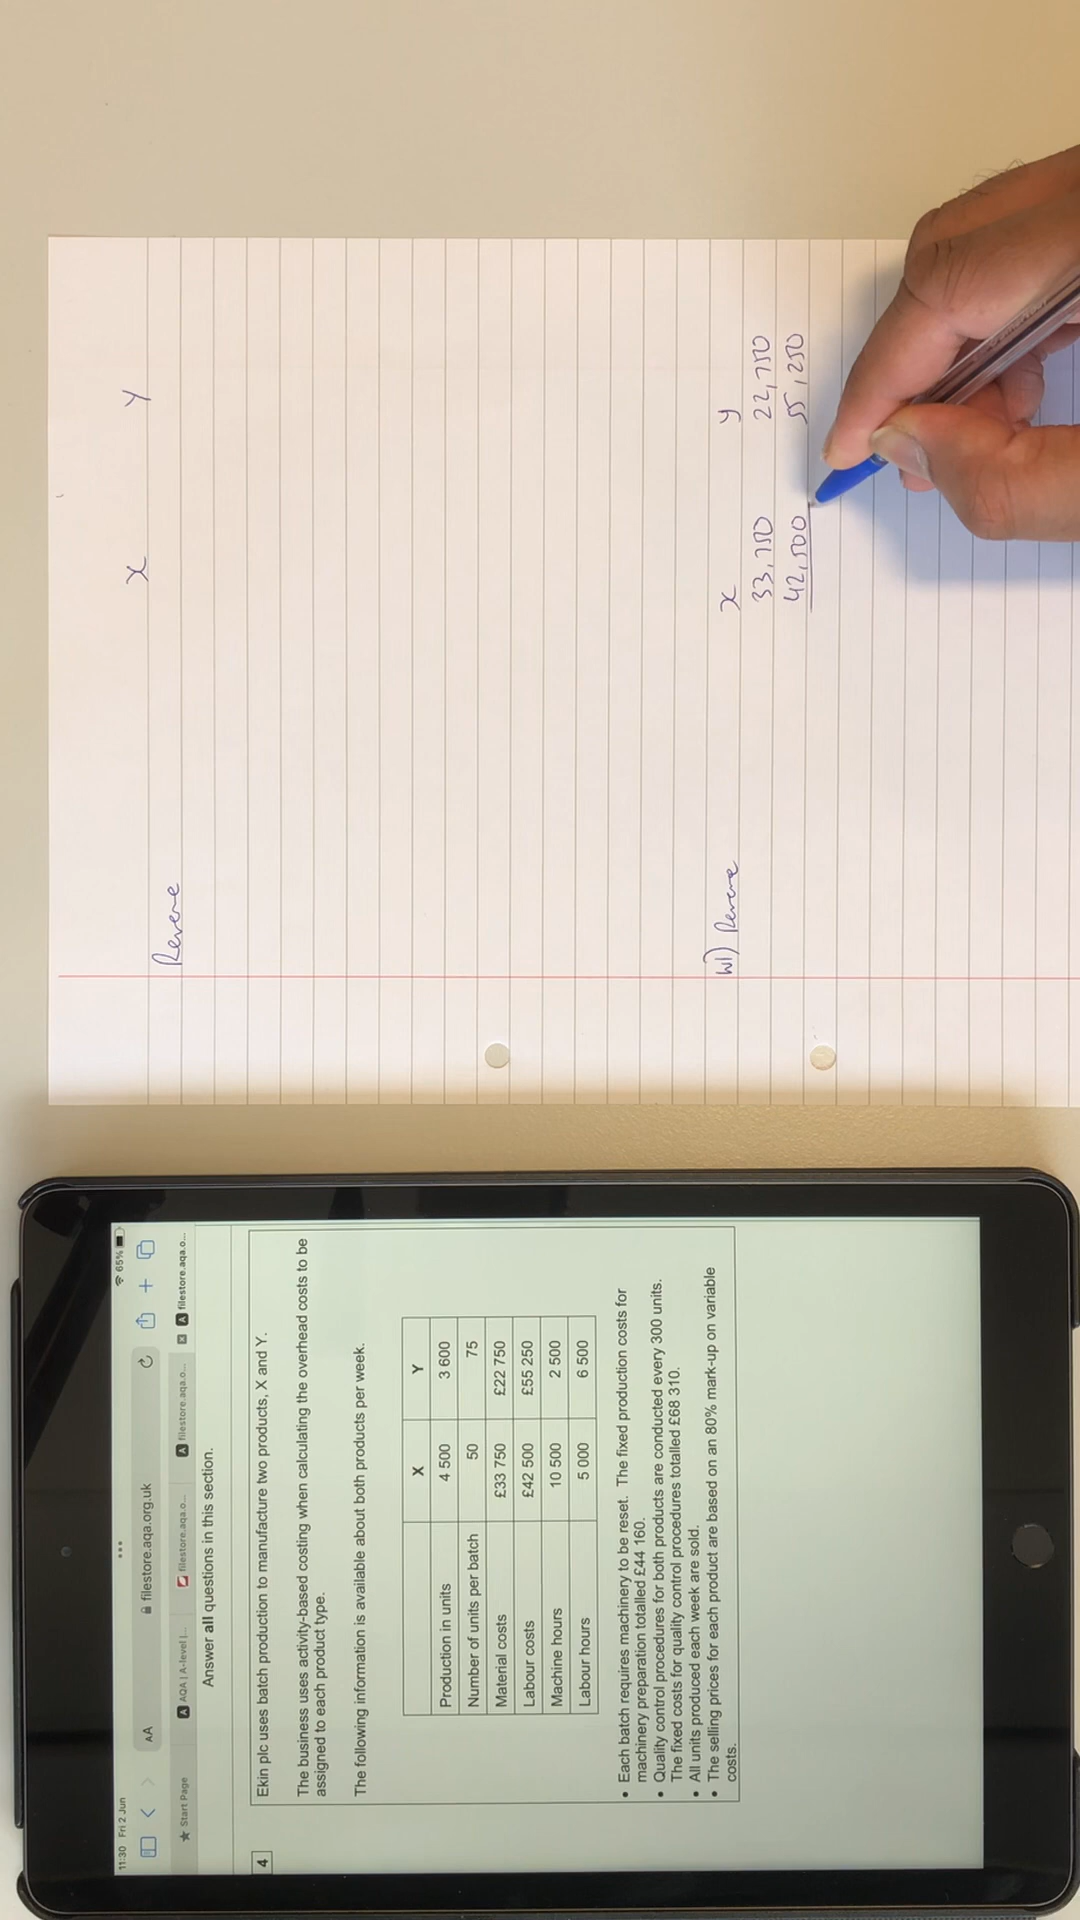 11:30 Fri 2 Jun
65%
AA
filestore.aqa.org.uk
Start Page
AQA | A-level |...
filestore.aqa.o...
filestore.aqa.o...
filestore.aqa.o...
Answer all questions in this section.
4
Ekin plc uses batch production to manufacture two products, X and Y.
The business uses activity-based costing when calculating the overhead costs to be
assigned to each product type.
The following information is available about both products per week.
X Y
Production in units 4 500 3 600
Number of units per batch 50 75
Material costs £33 750 £22 750
Labour costs £42 500 £55 250
Machine hours 10 500 2 500
Labour hours 5 000 6 500
• Each batch requires machinery to be reset. The fixed production costs for
machinery preparation totalled £44 160.
• Quality control procedures for both products are conducted every 300 units.
The fixed costs for quality control procedures totalled £68 310.
• All units produced each week are sold.
• The selling prices for each product are based on an 80% mark-up on variable
costs.
X Y
Revenue
W1) Revenue x y
33,750 22,750
42,500 55,250